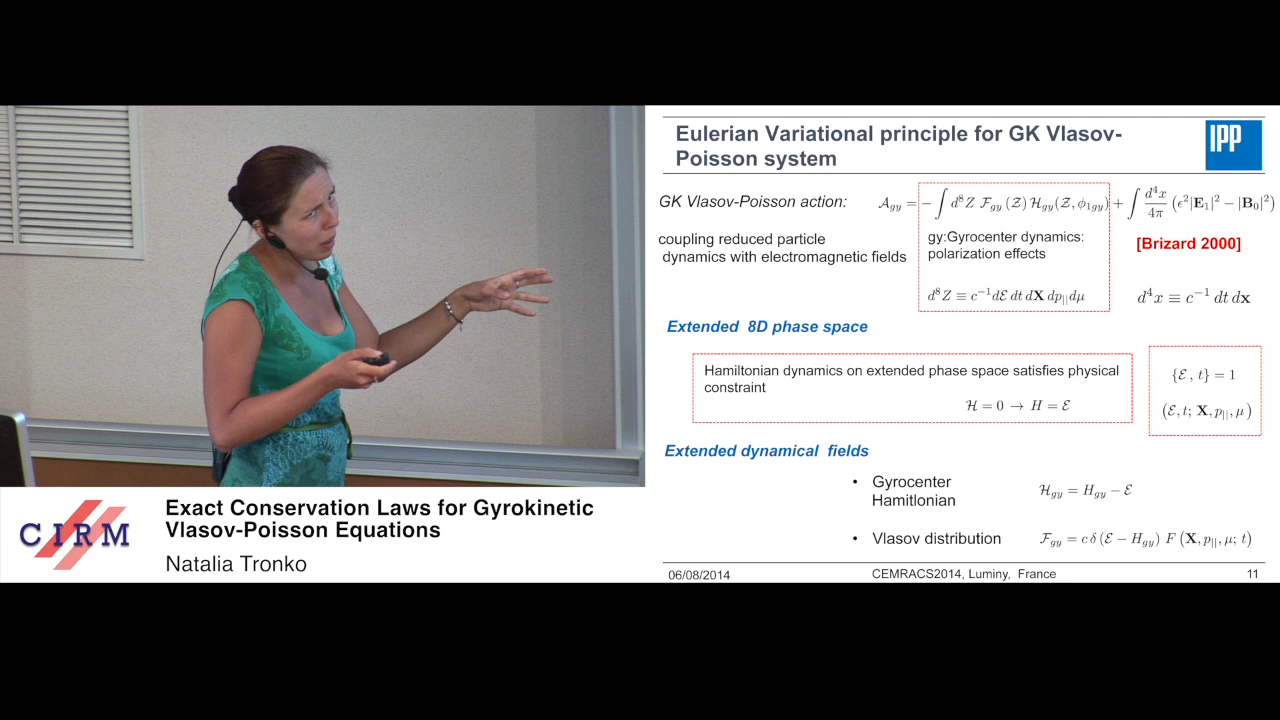 Eulerian Variational principle for GK Vlasov-
Poisson system
IPP
GK Vlasov-Poisson action:
𝒜_gy = − ∫ d⁸Z ℱ_gy (𝒵) ℋ_gy(𝒵, ϕ_1gy) + ∫ d⁴x/4π (ϵ²|𝐄₁|² − |𝐁₀|²)
coupling reduced particle
dynamics with electromagnetic fields
gy:Gyrocenter dynamics:
polarization effects
[Brizard 2000]
d⁸Z ≡ c⁻¹dℰ dt d𝐗 dp_|| dμ
d⁴x ≡ c⁻¹ dt d𝐱
Extended 8D phase space
Hamiltonian dynamics on extended phase space satisfies physical
constraint
ℋ = 0 → H = ℰ
{ℰ , t} = 1
(ℰ, t; 𝐗, p_||, μ)
Extended dynamical fields
• Gyrocenter
Hamitlonian
ℋ_gy = H_gy − ℰ
• Vlasov distribution
ℱ_gy = c δ (ℰ − H_gy) F (𝐗, p_||, μ; t)
06/08/2014
CEMRACS2014, Luminy, France
11
CIRM
Exact Conservation Laws for Gyrokinetic
Vlasov-Poisson Equations
Natalia Tronko